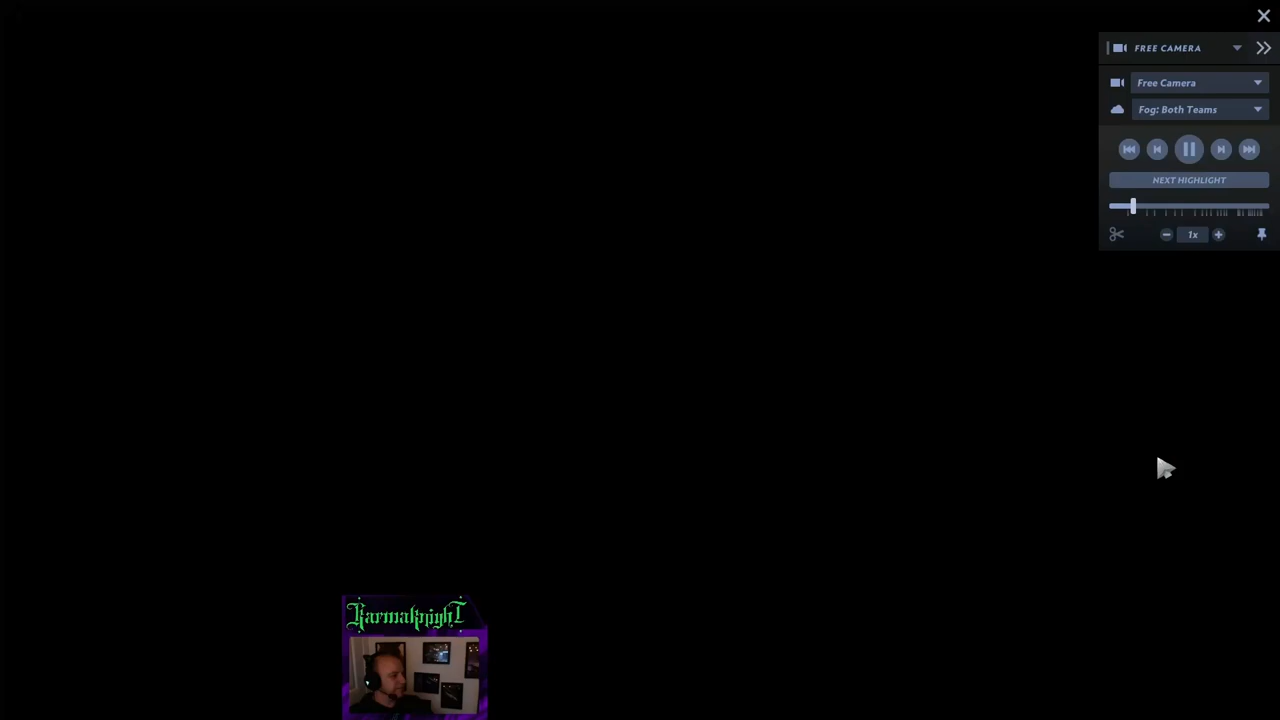 FREE CAMERA
Free Camera
Fog: Both Teams
NEXT HIGHLIGHT
1x
KarmaknighT